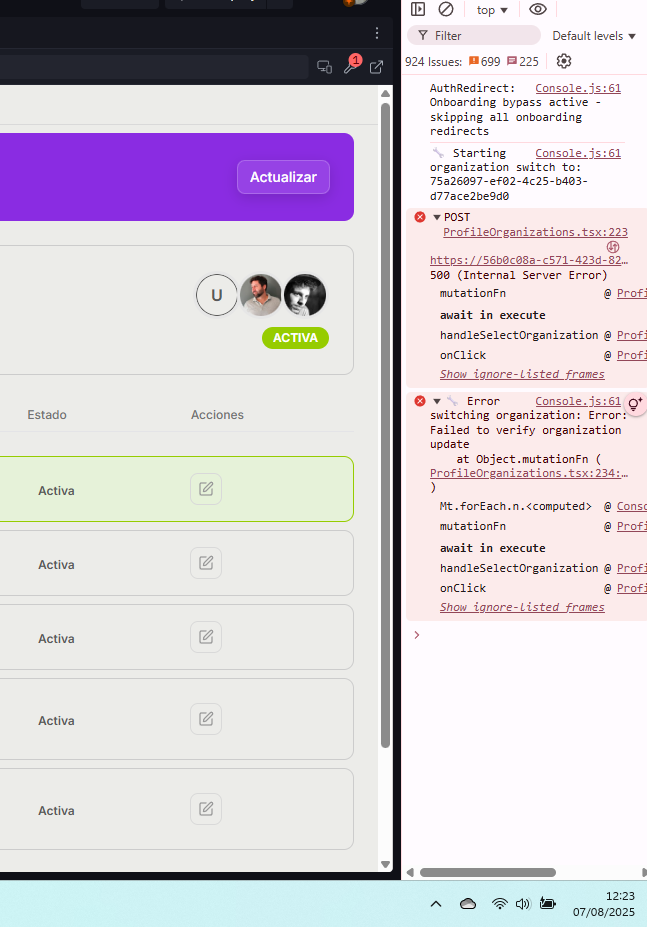 top
1
Filter
Default levels
924 Issues: 699 225
AuthRedirect: Console.js:61
Onboarding bypass active -
skipping all onboarding
redirects
Starting Console.js:61
organization switch to:
75a26097-ef02-4c25-b403-
d77ace2be9d0
POST
ProfileOrganizations.tsx:223
https://56b0c08a-c571-423d-82…
500 (Internal Server Error)
mutationFn @ Profi
await in execute
handleSelectOrganization @ Profi
onClick @ Profi
Show ignore-listed frames
Error Console.js:61
switching organization: Error:
Failed to verify organization
update
at Object.mutationFn (
ProfileOrganizations.tsx:234:…
)
Mt.forEach.n.<computed> @ Conso
mutationFn @ Profi
await in execute
handleSelectOrganization @ Profi
onClick @ Profi
Show ignore-listed frames
Actualizar
U
ACTIVA
Estado Acciones
Activa
Activa
Activa
Activa
Activa
12:23
07/08/2025